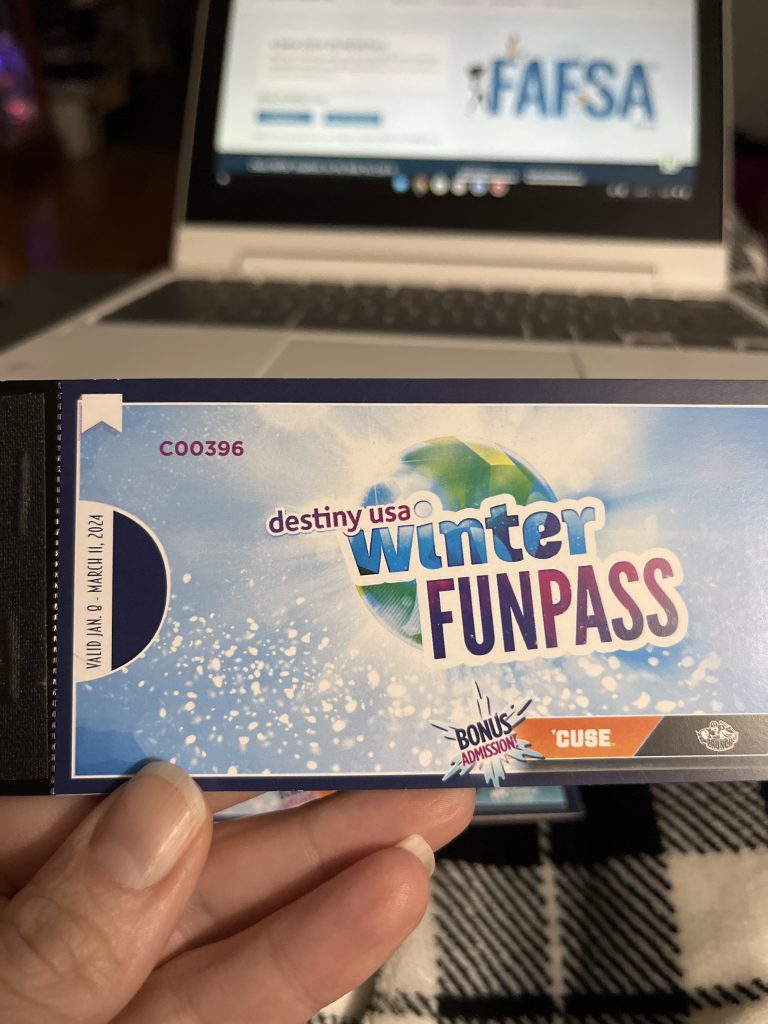 FAFSA
C00396
destiny usa
winter
FUNPASS
VALID JAN. 8 - MARCH 11, 2024
BONUS
ADMISSION!
'CUSE